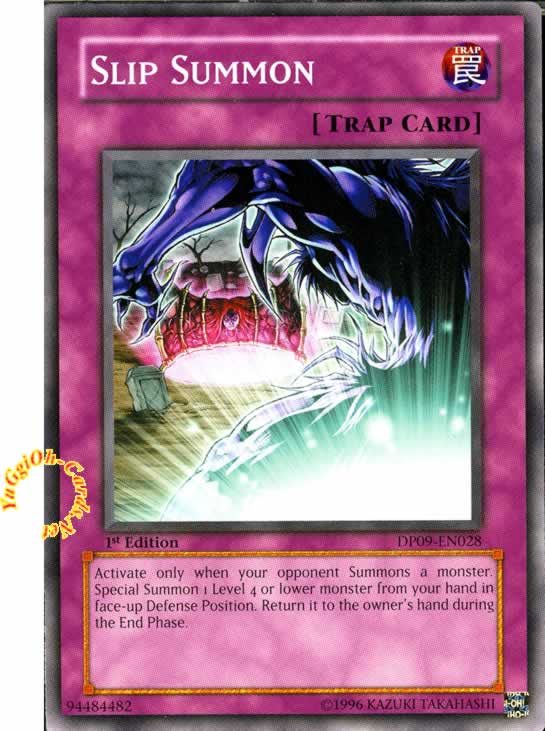 SLIP SUMMON
TRAP
罠
[TRAP CARD]
YuGgiOh-Cards.Net
1st Edition
DP09-EN028
Activate only when your opponent Summons a monster.
Special Summon 1 Level 4 or lower monster from your hand in
face-up Defense Position. Return it to the owner's hand during
the End Phase.
94484482
©1996 KAZUKI TAKAHASHI